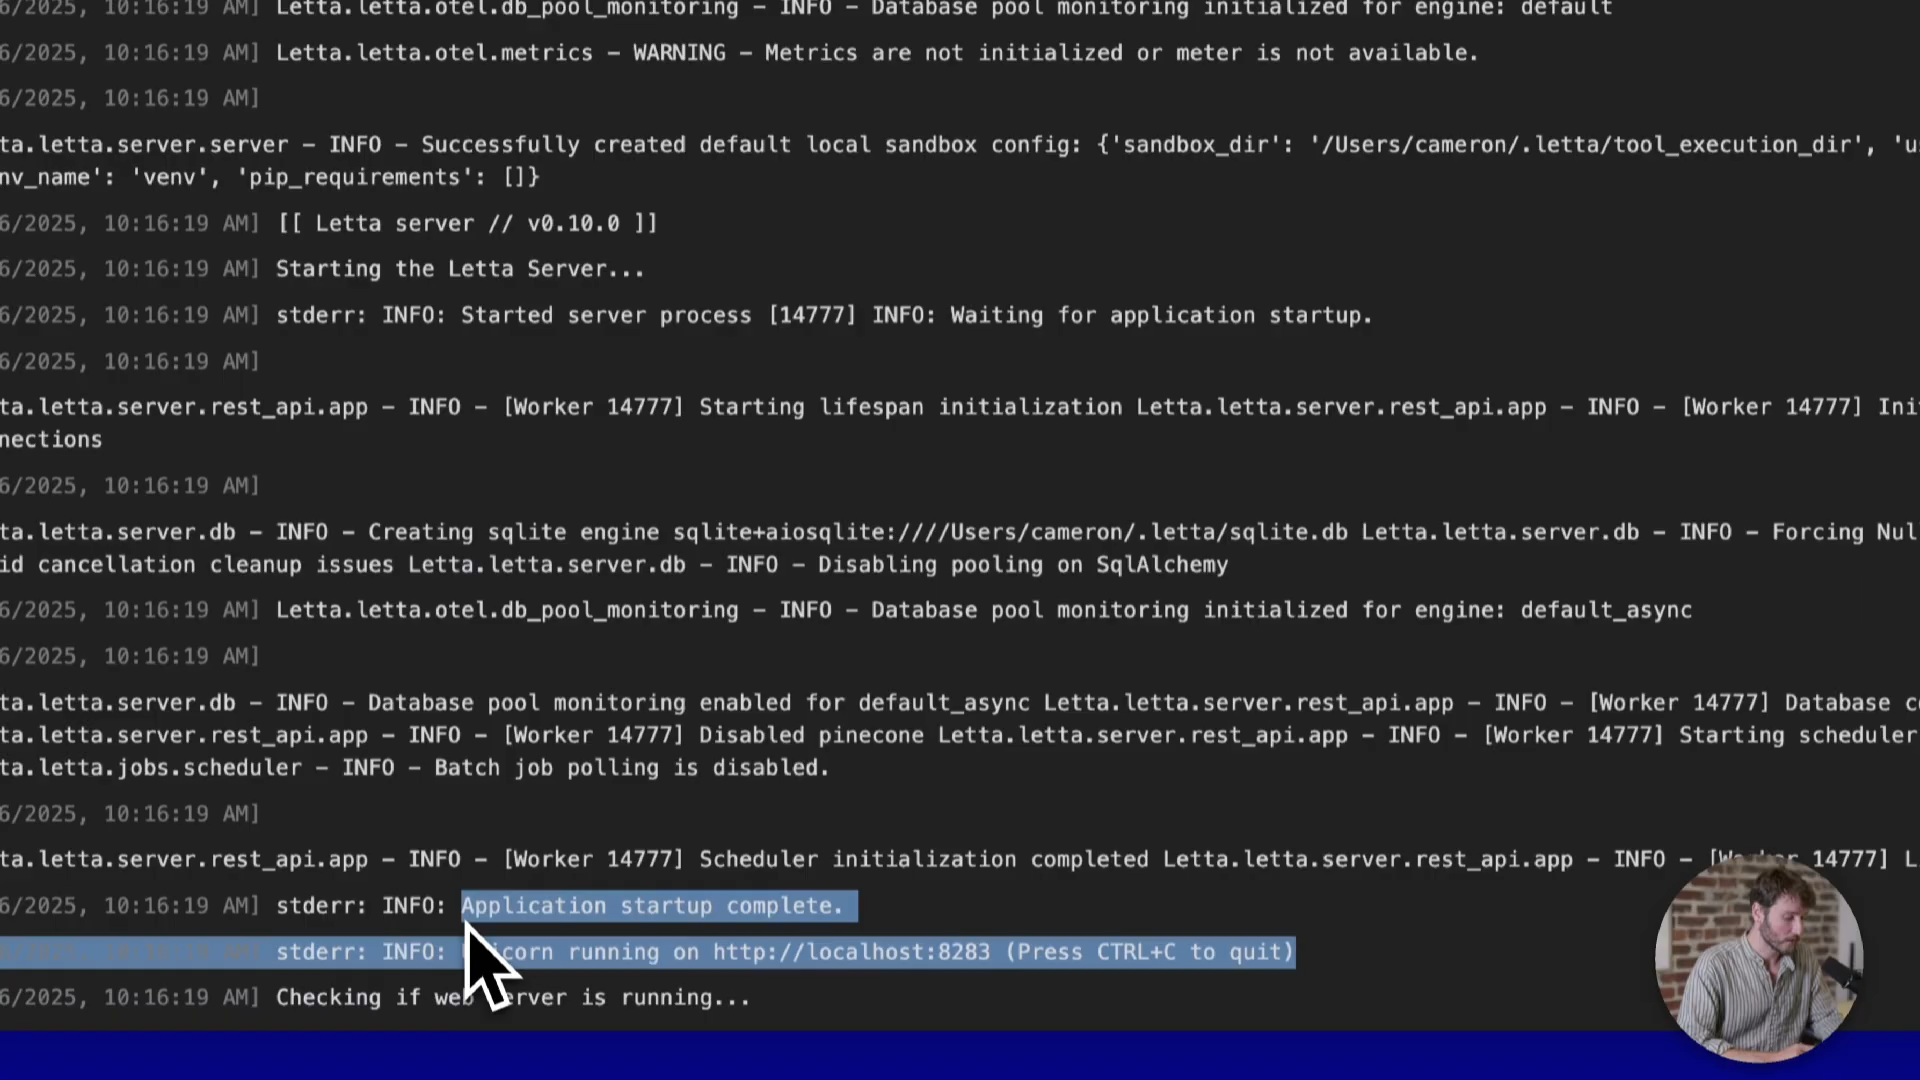 6/2025, 10:16:19 AM] Letta.letta.otel.db_pool_monitoring – INFO – Database pool monitoring initialized for engine: default
6/2025, 10:16:19 AM] Letta.letta.otel.metrics – WARNING – Metrics are not initialized or meter is not available.
6/2025, 10:16:19 AM]
ta.letta.server.server – INFO – Successfully created default local sandbox config: {'sandbox_dir': '/Users/cameron/.letta/tool_execution_dir', 'us
nv_name': 'venv', 'pip_requirements': []}
6/2025, 10:16:19 AM] [[ Letta server // v0.10.0 ]]
6/2025, 10:16:19 AM] Starting the Letta Server...
6/2025, 10:16:19 AM] stderr: INFO: Started server process [14777] INFO: Waiting for application startup.
6/2025, 10:16:19 AM]
ta.letta.server.rest_api.app – INFO – [Worker 14777] Starting lifespan initialization Letta.letta.server.rest_api.app – INFO – [Worker 14777] Init
nections
6/2025, 10:16:19 AM]
ta.letta.server.db – INFO – Creating sqlite engine sqlite+aiosqlite:////Users/cameron/.letta/sqlite.db Letta.letta.server.db – INFO – Forcing Nul
id cancellation cleanup issues Letta.letta.server.db – INFO – Disabling pooling on SqlAlchemy
6/2025, 10:16:19 AM] Letta.letta.otel.db_pool_monitoring – INFO – Database pool monitoring initialized for engine: default_async
6/2025, 10:16:19 AM]
ta.letta.server.db – INFO – Database pool monitoring enabled for default_async Letta.letta.server.rest_api.app – INFO – [Worker 14777] Database c
ta.letta.server.rest_api.app – INFO – [Worker 14777] Disabled pinecone Letta.letta.server.rest_api.app – INFO – [Worker 14777] Starting scheduler
ta.letta.jobs.scheduler – INFO – Batch job polling is disabled.
6/2025, 10:16:19 AM]
ta.letta.server.rest_api.app – INFO – [Worker 14777] Scheduler initialization completed Letta.letta.server.rest_api.app – INFO – 14777] L
6/2025, 10:16:19 AM] stderr: INFO: Application startup complete.
stderr: INFO: running on http://localhost:8283 (Press CTRL+C to quit)
6/2025, 10:16:19 AM] Checking if is running...